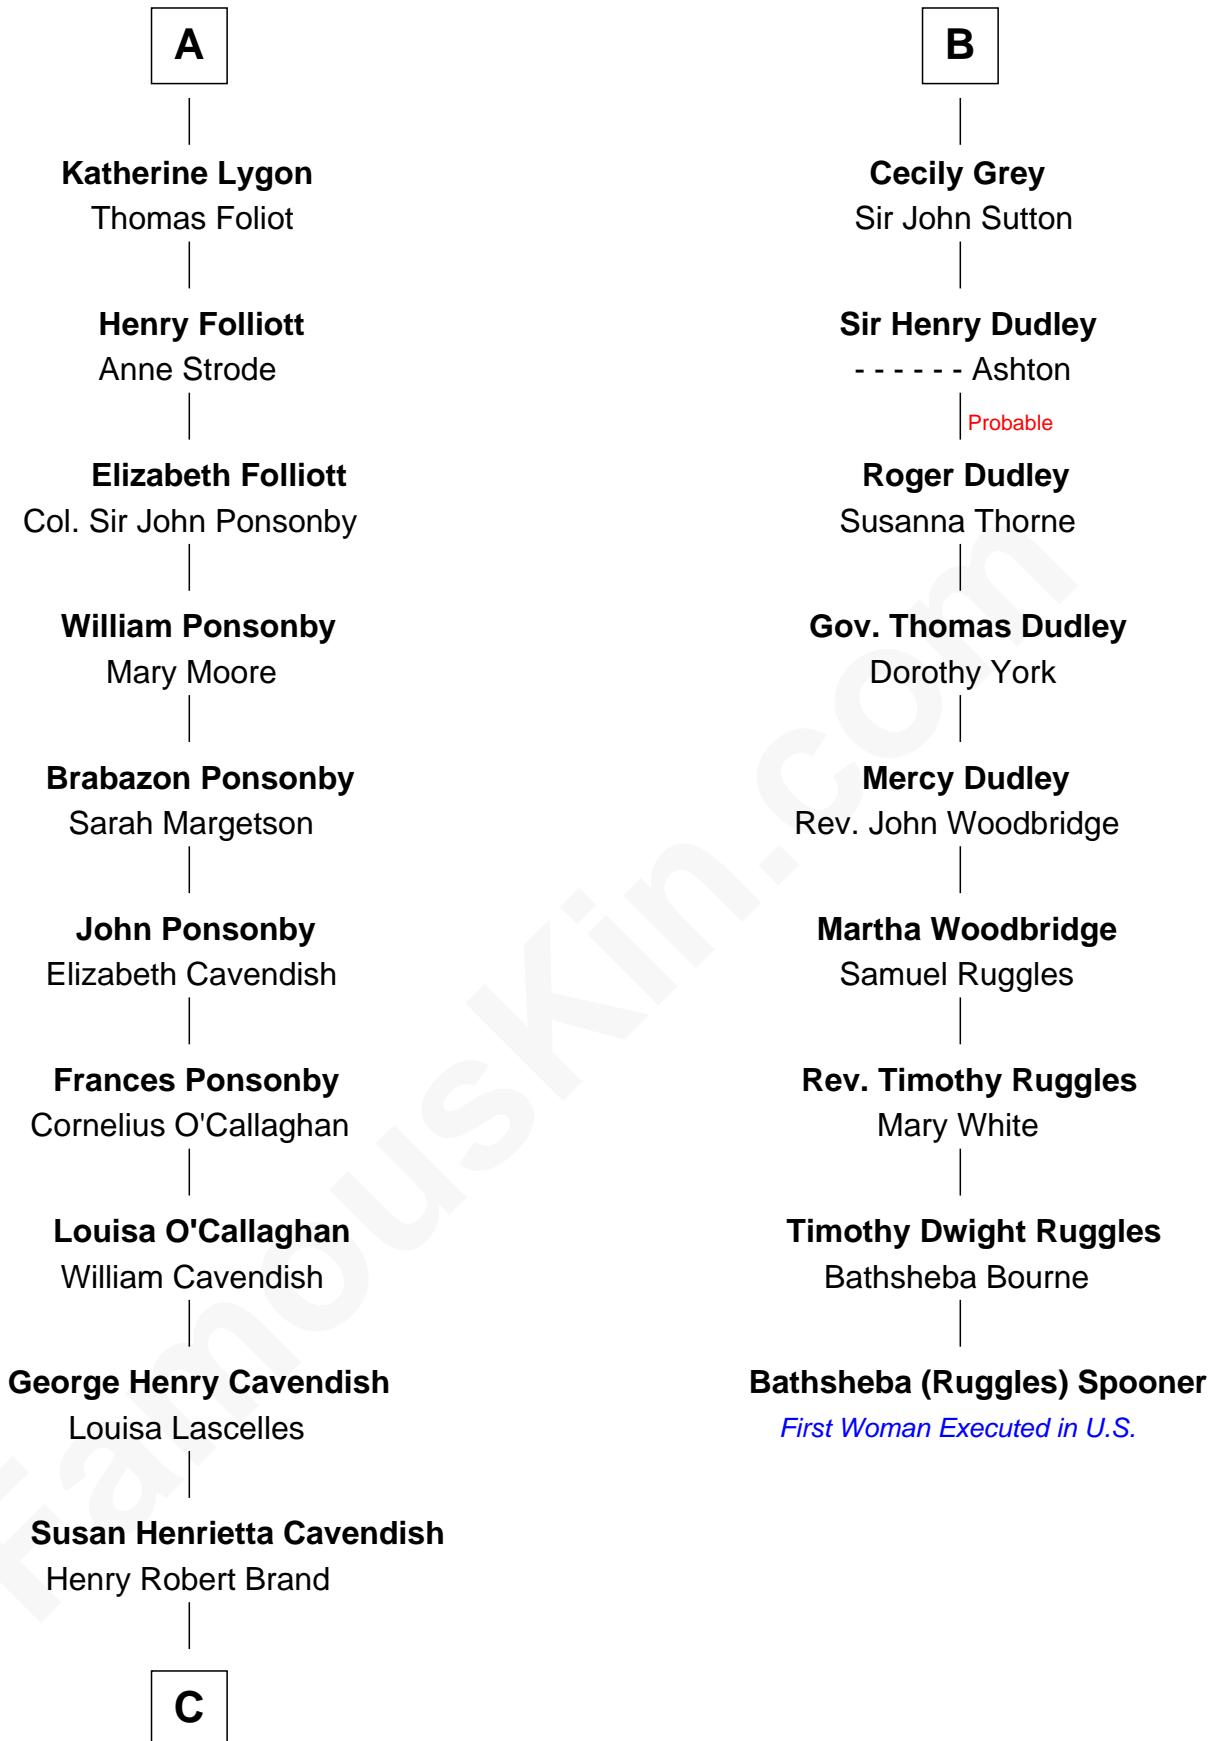 A
Katherine Lygon
Thomas Foliot
Henry Folliott
Anne Strode
Elizabeth Folliott
Col. Sir John Ponsonby
William Ponsonby
Mary Moore
Brabazon Ponsonby
Sarah Margetson
John Ponsonby
Elizabeth Cavendish
Frances Ponsonby
Cornelius O'Callaghan
Louisa O'Callaghan
William Cavendish
George Henry Cavendish
Louisa Lascelles
Susan Henrietta Cavendish
Henry Robert Brand
C
B
Cecily Grey
Sir John Sutton
Sir Henry Dudley
- - - - - - Ashton
Probable
Roger Dudley
Susanna Thorne
Gov. Thomas Dudley
Dorothy York
Mercy Dudley
Rev. John Woodbridge
Martha Woodbridge
Samuel Ruggles
Rev. Timothy Ruggles
Mary White
Timothy Dwight Ruggles
Bathsheba Bourne
Bathsheba (Ruggles) Spooner
First Woman Executed in U.S.
FamousKin.com